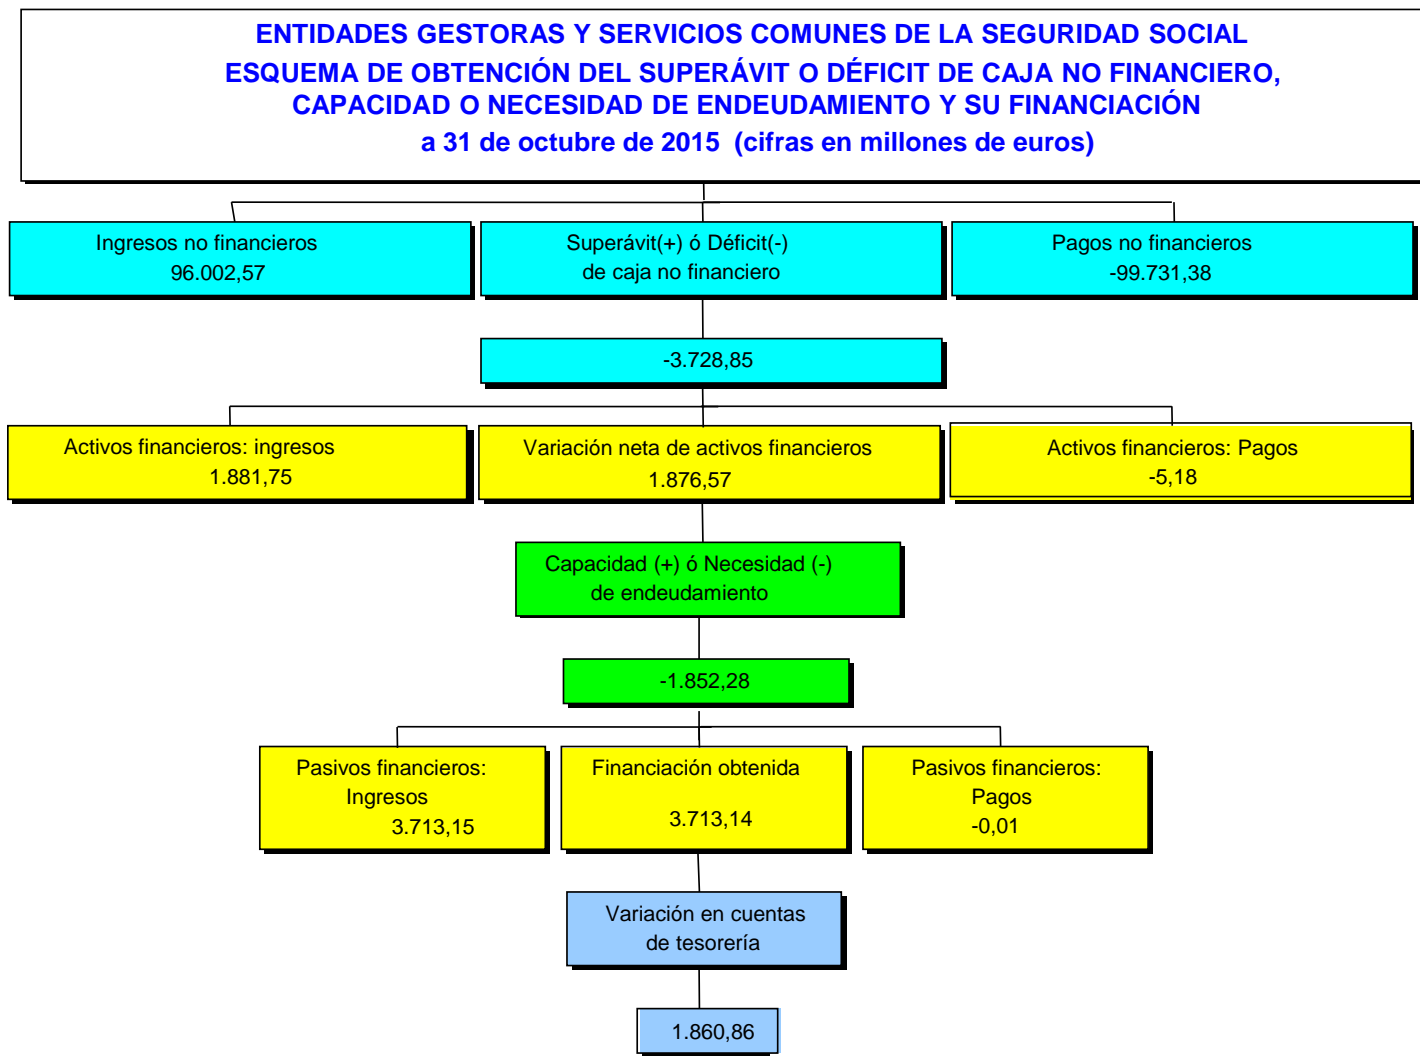 ENTIDADES GESTORAS Y SERVICIOS COMUNES DE LA SEGURIDAD SOCIAL
ESQUEMA DE OBTENCIÓN DEL SUPERÁVIT O DÉFICIT DE CAJA NO FINANCIERO,
CAPACIDAD O NECESIDAD DE ENDEUDAMIENTO Y SU FINANCIACIÓN
a 31 de octubre de 2015 (cifras en millones de euros)
Ingresos no financieros
96.002,57
Superávit(+) ó Déficit(-)
de caja no financiero
Pagos no financieros
-99.731,38
-3.728,85
Activos financieros: ingresos
1.881,75
Variación neta de activos financieros
1.876,57
Activos financieros: Pagos
-5,18
Capacidad (+) ó Necesidad (-)
de endeudamiento
-1.852,28
Pasivos financieros:
Ingresos
3.713,15
Financiación obtenida
3.713,14
Pasivos financieros:
Pagos
-0,01
Variación en cuentas
de tesorería
1.860,86